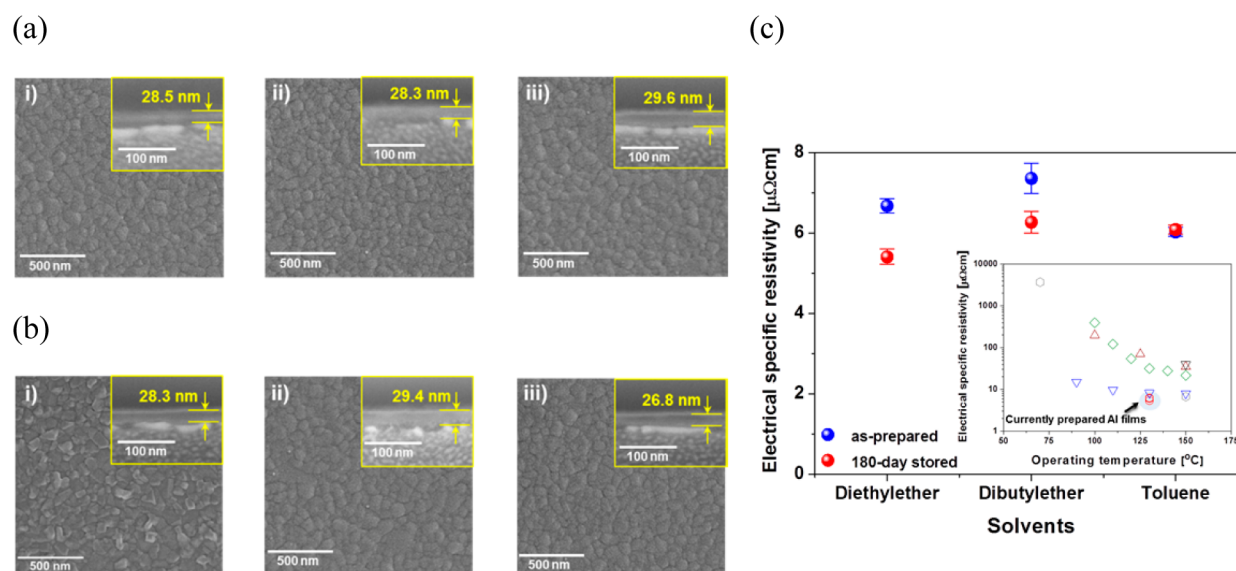 (a)
i)
28.5 nm
100 nm
500 nm
ii)
28.3 nm
100 nm
500 nm
iii)
29.6 nm
100 nm
500 nm
(b)
i)
28.3 nm
100 nm
500 nm
ii)
29.4 nm
100 nm
500 nm
iii)
26.8 nm
100 nm
500 nm
(c)
Electrical specific resistivity [μΩcm]
8
6
4
2
0
as-prepared
180-day stored
Diethylether
Dibutylether
Toluene
Solvents
Electrical specific resistivity [μΩcm]
10000
1000
100
10
1
Currently prepared Al films
75
100
125
150
175
Operating temperature [°C]